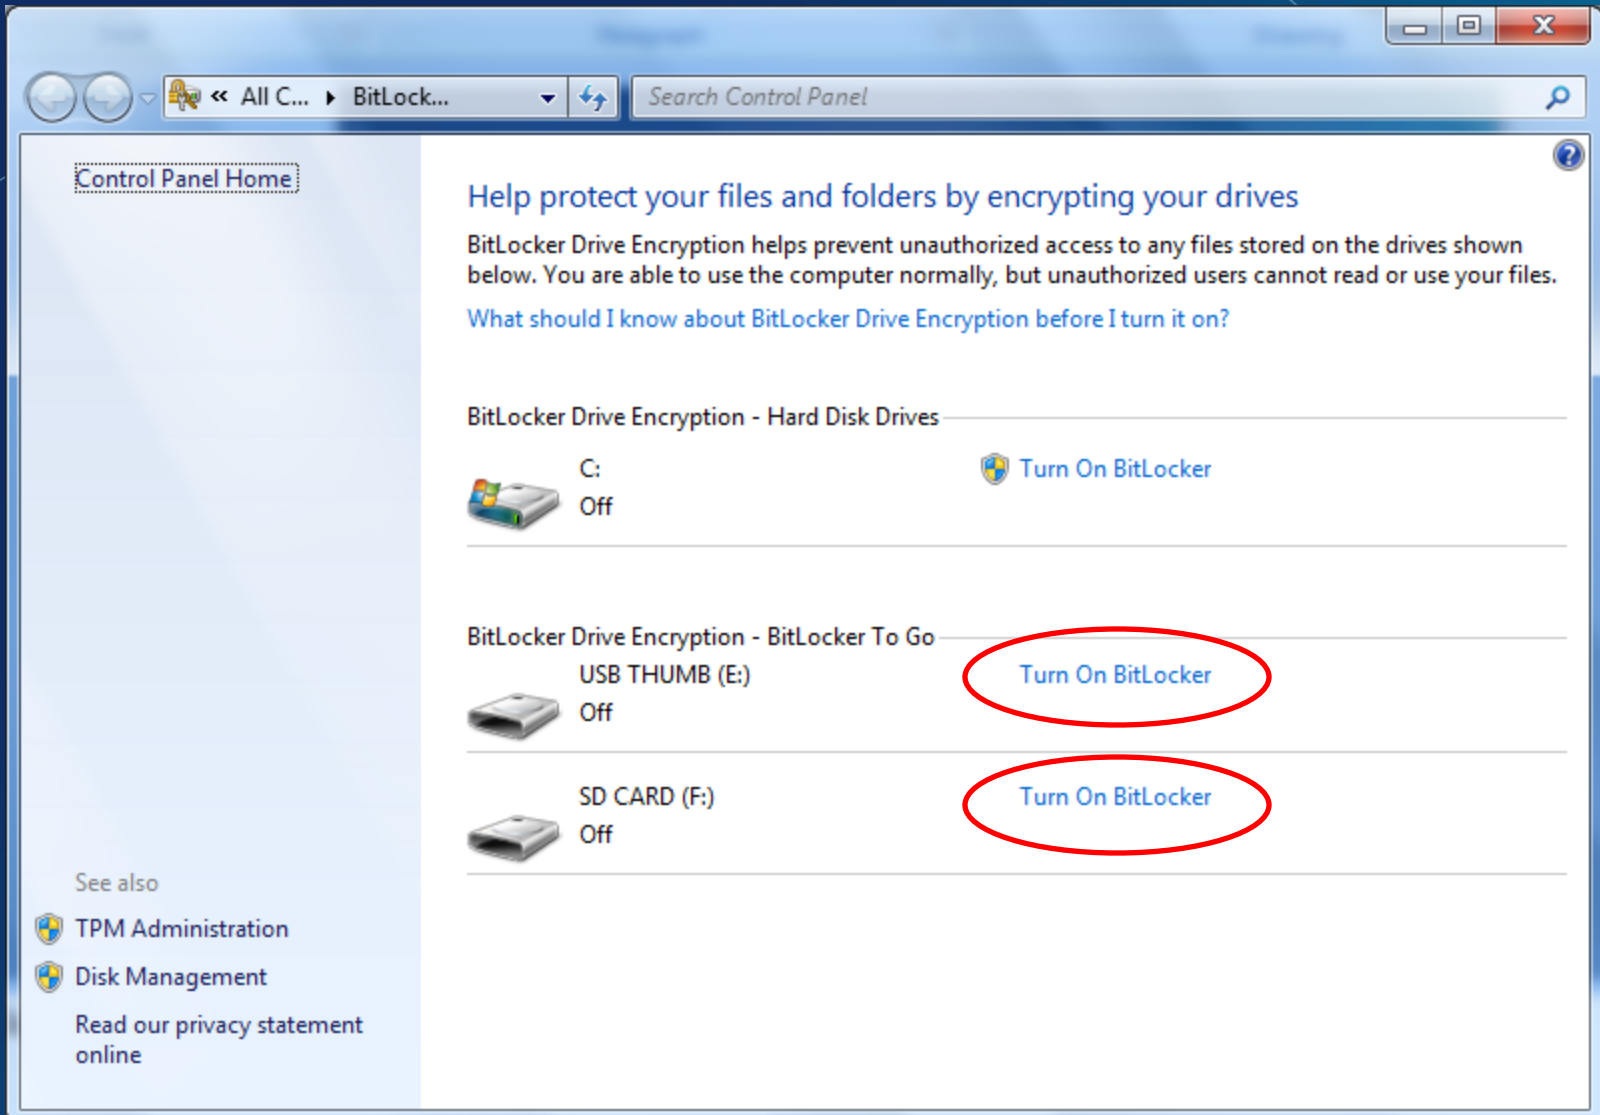 « All C... ▸ BitLock...
Search Control Panel
Control Panel Home
Help protect your files and folders by encrypting your drives
BitLocker Drive Encryption helps prevent unauthorized access to any files stored on the drives shown
below. You are able to use the computer normally, but unauthorized users cannot read or use your files.
What should I know about BitLocker Drive Encryption before I turn it on?
BitLocker Drive Encryption - Hard Disk Drives
C:
Turn On BitLocker
Off
BitLocker Drive Encryption - BitLocker To Go
USB THUMB (E:)
Turn On BitLocker
Off
SD CARD (F:)
Turn On BitLocker
Off
See also
TPM Administration
Disk Management
Read our privacy statement
online